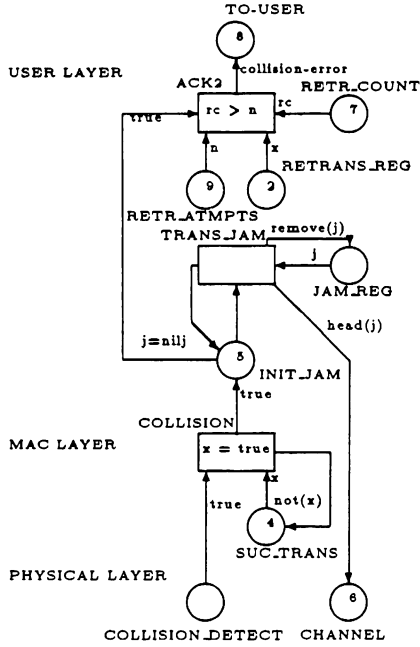 TO-USER
8
collision-error
USER LAYER
ACK2
RETR_COUNT
true
rc > n
rc
7
n
x
RETRANS_REG
9
2
RETR_ATMPTS
TRANS_JAM
remove(j)
j
JAM_REG
head(j)
j=nilj
5
INIT_JAM
true
COLLISION
MAC LAYER
x = true
x
true
not(x)
4
SUC_TRANS
PHYSICAL LAYER
6
COLLISION_DETECT
CHANNEL